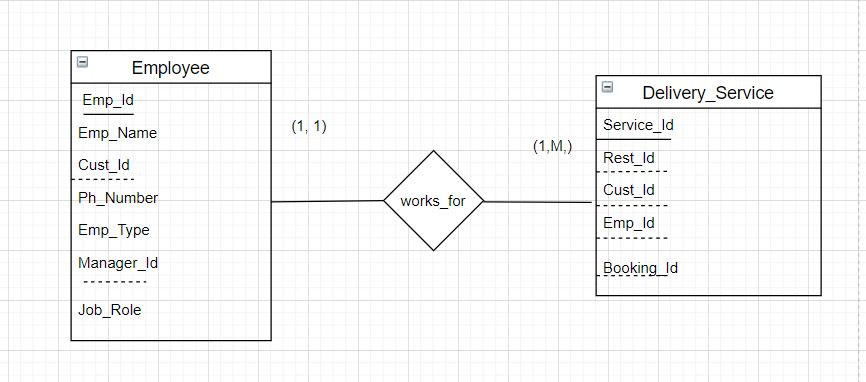 Employee
Emp_Id
Emp_Name
Cust_Id
Ph_Number
Emp_Type
Manager_Id
Job_Role
(1, 1)
works_for
(1,M,)
Delivery_Service
Service_Id
Rest_Id
Cust_Id
Emp_Id
Booking_Id